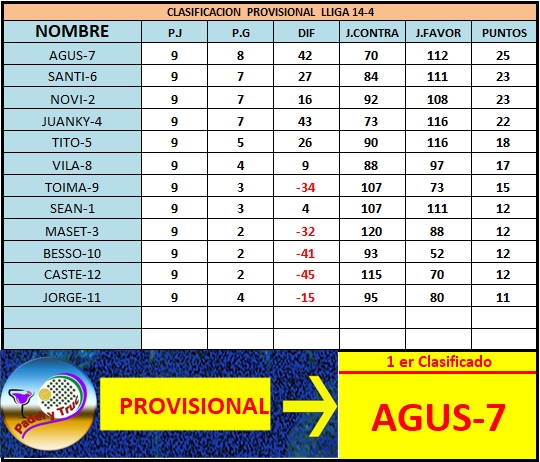 CLASIFICACION PROVISIONAL LLIGA 14-4
NOMBRE P.J P.G DIF J.CONTRA J.FAVOR PUNTOS
AGUS-7 9 8 42 70 112 25
SANTI-6 9 7 27 84 111 23
NOVI-2 9 7 16 92 108 23
JUANKY-4 9 7 43 73 116 22
TITO-5 9 5 26 90 116 18
VILA-8 9 4 9 88 97 17
TOIMA-9 9 3 -34 107 73 15
SEAN-1 9 3 4 107 111 12
MASET-3 9 2 -32 120 88 12
BESSO-10 9 2 -41 93 52 12
CASTE-12 9 2 -45 115 70 12
JORGE-11 9 4 -15 95 80 11
1 er Clasificado
PROVISIONAL
AGUS-7
Padel y Truc